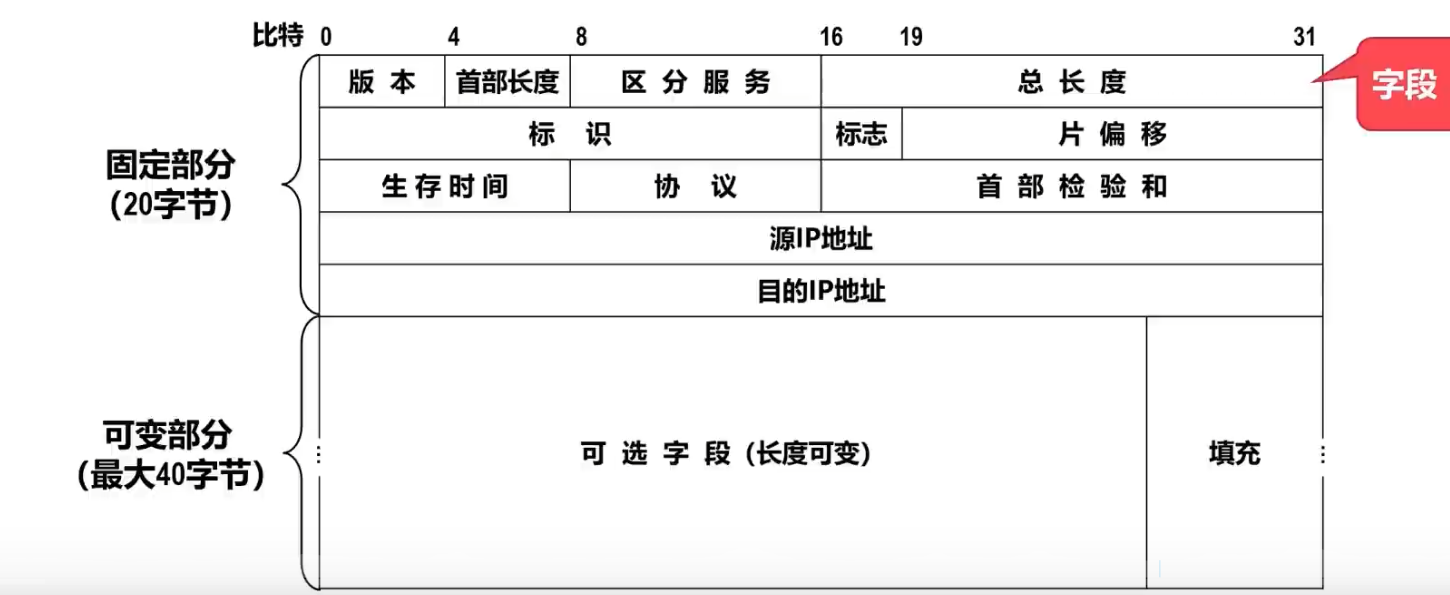 比特 0 4 8 16 19 31
版本 首部长度 区分服务 总长度
字段
标识 标志 片偏移
固定部分
(20字节)
生存时间 协议 首部检验和
源IP地址
目的IP地址
可变部分
(最大40字节)
可选字段 (长度可变) 填充